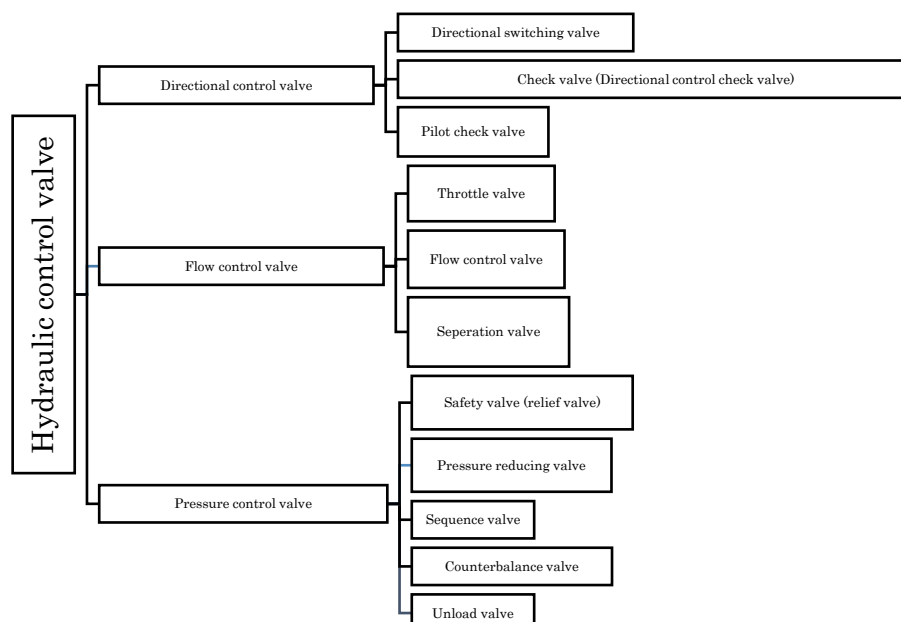 Hydraulic control valve
Directional control valve
Directional switching valve
Check valve (Directional control check valve)
Pilot check valve
Flow control valve
Throttle valve
Flow control valve
Seperation valve
Pressure control valve
Safety valve (relief valve)
Pressure reducing valve
Sequence valve
Counterbalance valve
Unload valve